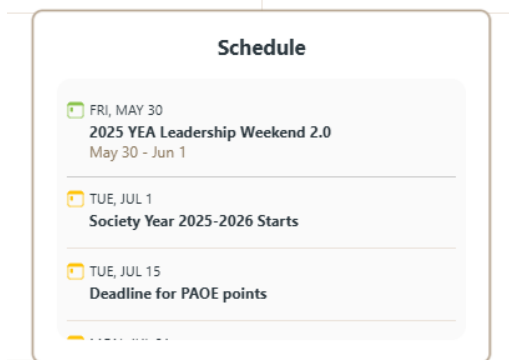 Schedule
FRI, MAY 30
2025 YEA Leadership Weekend 2.0
May 30 - Jun 1
TUE, JUL 1
Society Year 2025-2026 Starts
TUE, JUL 15
Deadline for PAOE points